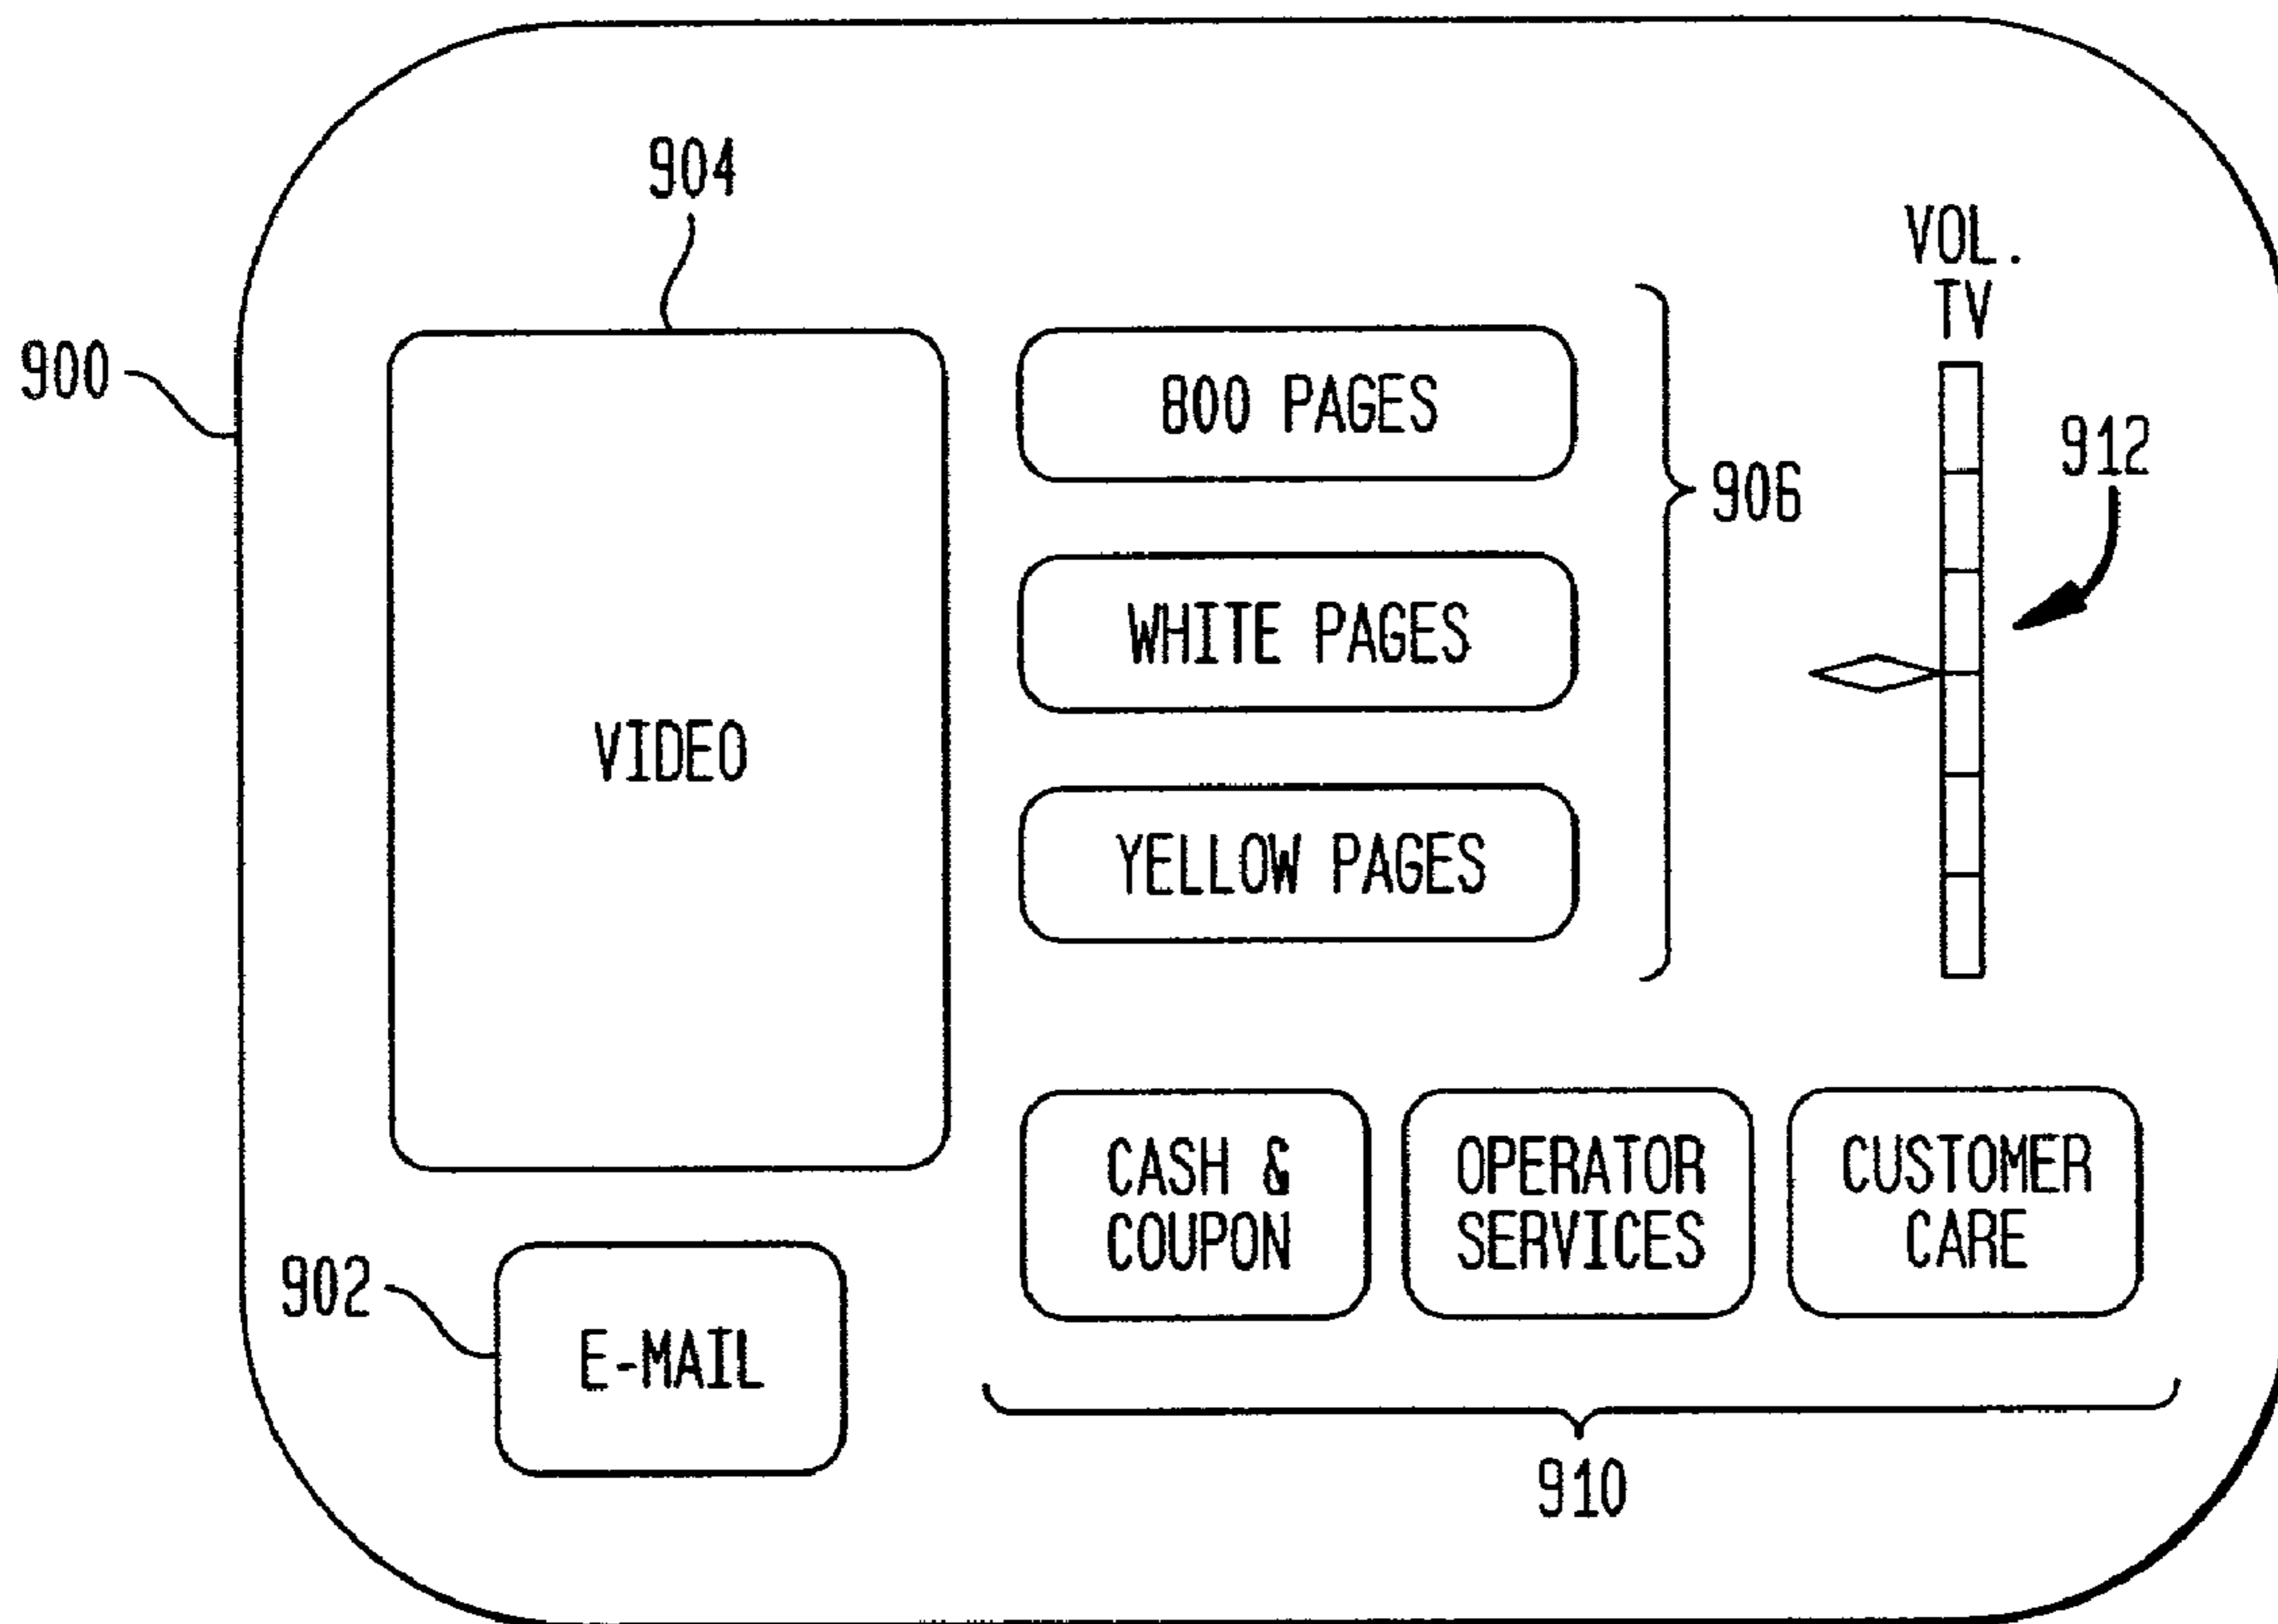 904
VOL.
TV
900
800 PAGES
912
906
WHITE PAGES
VIDEO
YELLOW PAGES
CASH &
COUPON
OPERATOR
SERVICES
CUSTOMER
CARE
902
E-MAIL
910